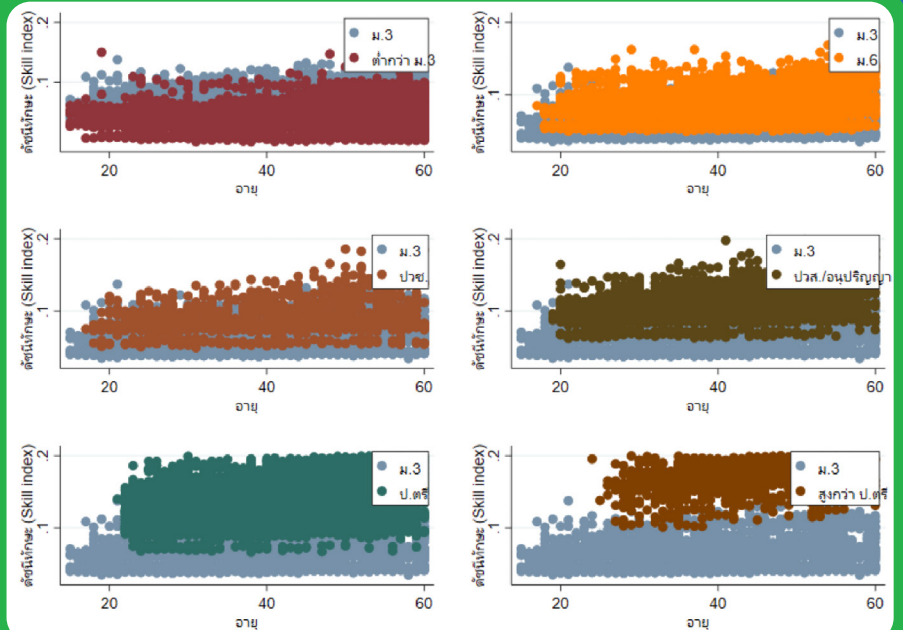 ดัชนีทักษะ (Skill index)
.2
.1
ม.3
ต่ำกว่า ม.3
20
40
60
อายุ
ดัชนีทักษะ (Skill index)
.2
.1
ม.3
ม.6
20
40
60
อายุ
ดัชนีทักษะ (Skill index)
.2
.1
ม.3
ปวช.
20
40
60
อายุ
ดัชนีทักษะ (Skill index)
.2
.1
ม.3
ปวส./อนุปริญญา
20
40
60
อายุ
ดัชนีทักษะ (Skill index)
.2
.1
ม.3
ป.ตรี
20
40
60
อายุ
ดัชนีทักษะ (Skill index)
.2
.1
ม.3
สูงกว่า ป.ตรี
20
40
60
อายุ